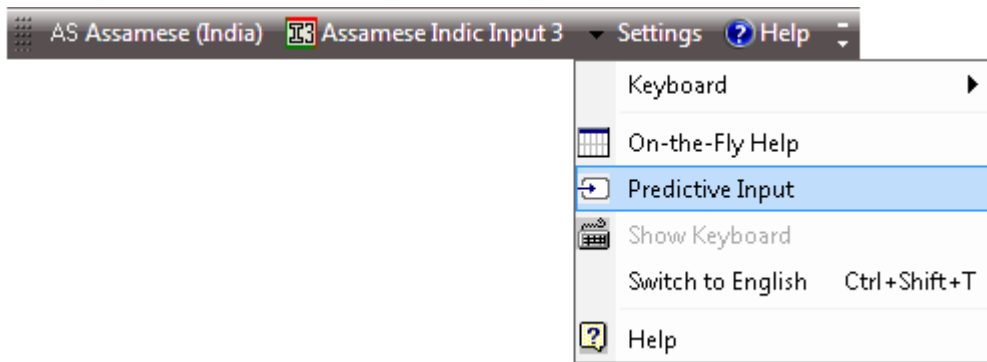 AS Assamese (India) I3 Assamese Indic Input 3 Settings ? Help
Keyboard
On-the-Fly Help
Predictive Input
Show Keyboard
Switch to English Ctrl+Shift+T
? Help